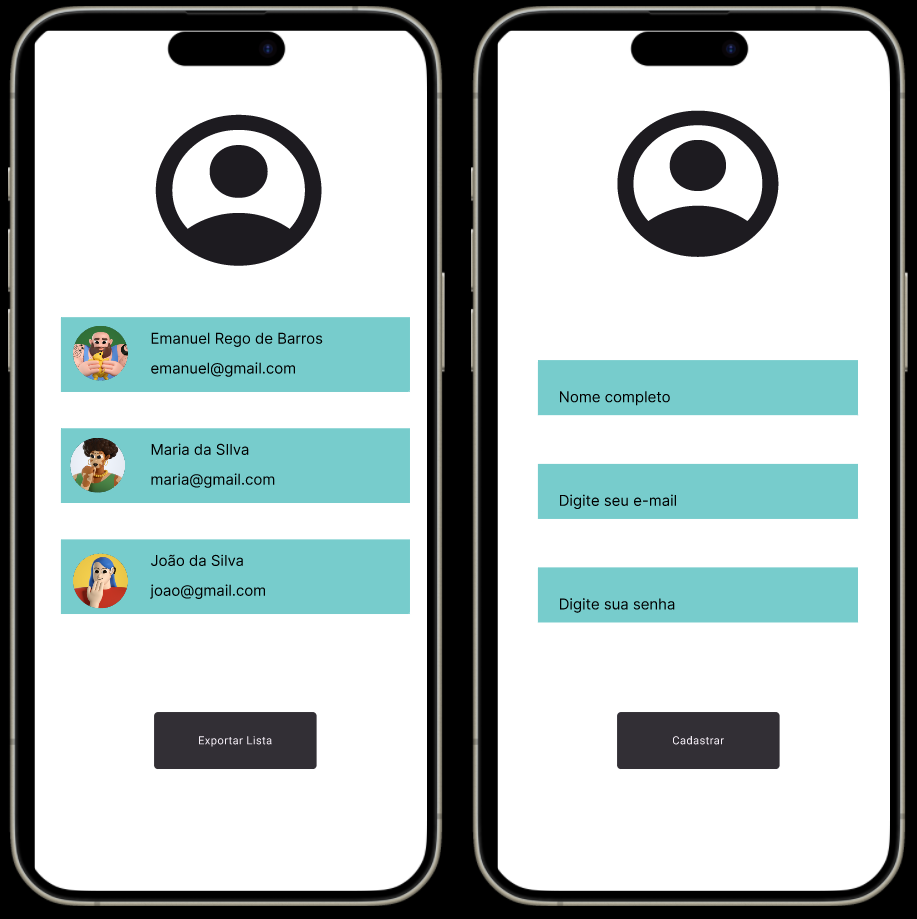 Emanuel Rego de Barros
emanuel@gmail.com
Maria da SIlva
maria@gmail.com
João da Silva
joao@gmail.com
Exportar Lista
Nome completo
Digite seu e-mail
Digite sua senha
Cadastrar